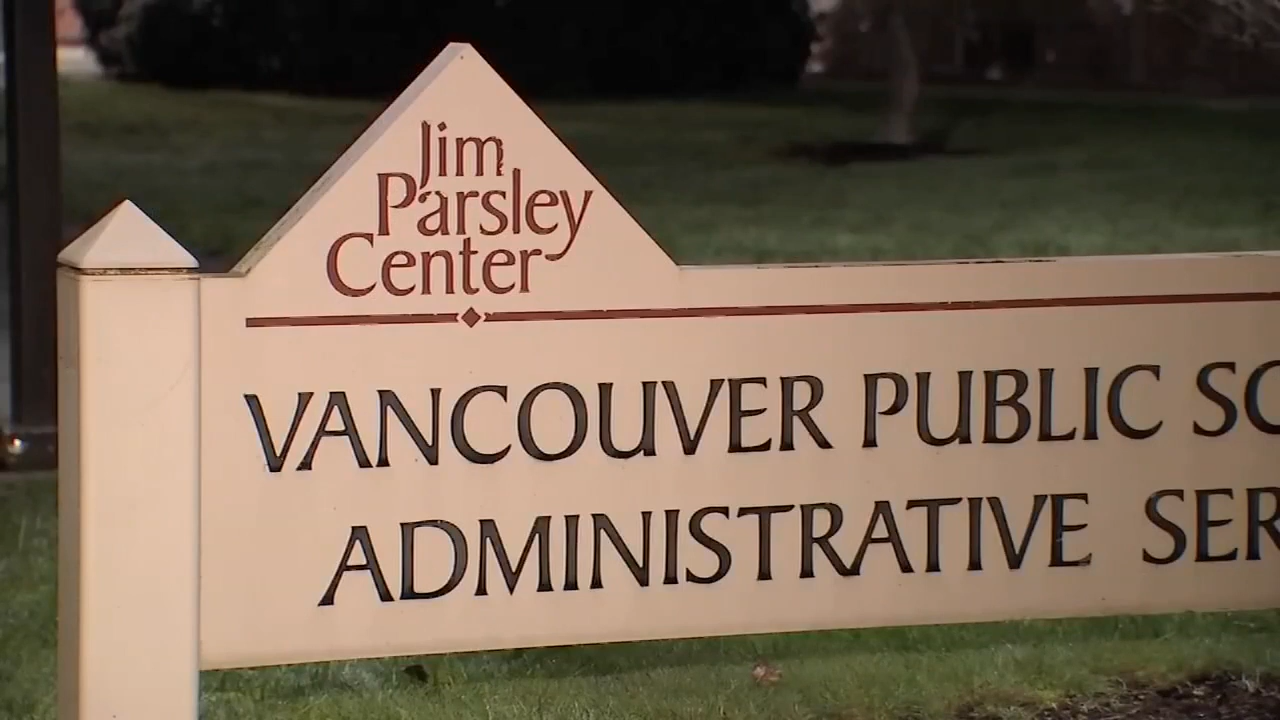 Jim
Parsley
Center
VANCOUVER PUBLIC SC
ADMINISTRATIVE SER